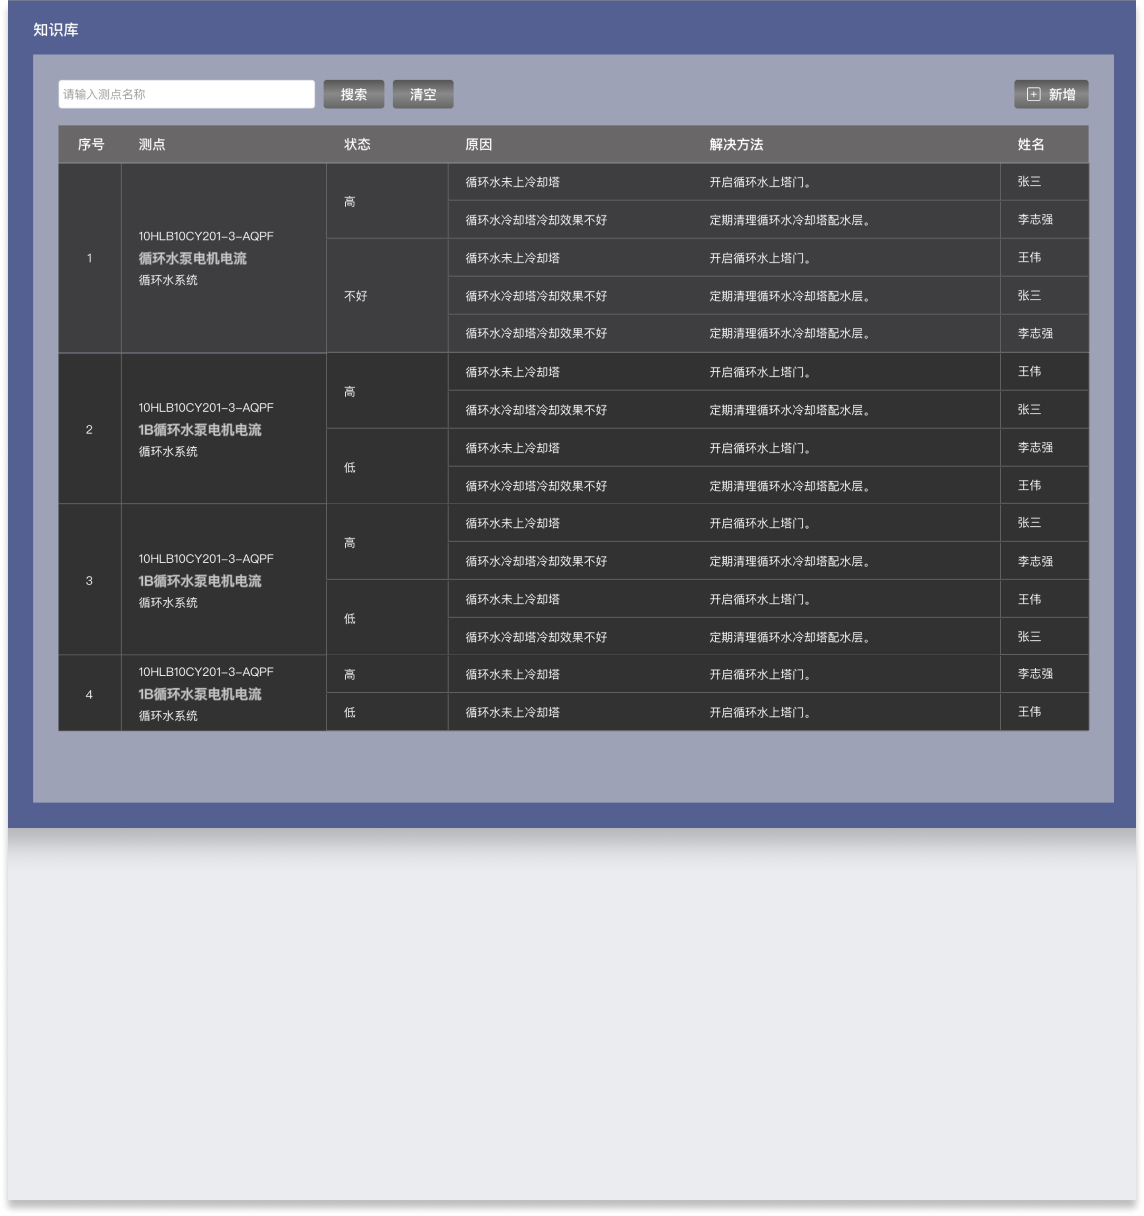 知识库
请输入测点名称 搜索 清空 新增
序号 测点 状态 原因 解决方法 姓名
1
10HLB10CY201-3-AQPF
循环水泵电机电流
循环水系统
高
循环水未上冷却塔 开启循环水上塔门。 张三
循环水冷却塔冷却效果不好 定期清理循环水冷却塔配水层。 李志强
不好
循环水未上冷却塔 开启循环水上塔门。 王伟
循环水冷却塔冷却效果不好 定期清理循环水冷却塔配水层。 张三
循环水冷却塔冷却效果不好 定期清理循环水冷却塔配水层。 李志强
2
10HLB10CY201-3-AQPF
1B循环水泵电机电流
循环水系统
高
循环水未上冷却塔 开启循环水上塔门。 王伟
循环水冷却塔冷却效果不好 定期清理循环水冷却塔配水层。 张三
低
循环水未上冷却塔 开启循环水上塔门。 李志强
循环水冷却塔冷却效果不好 定期清理循环水冷却塔配水层。 王伟
3
10HLB10CY201-3-AQPF
1B循环水泵电机电流
循环水系统
高
循环水未上冷却塔 开启循环水上塔门。 张三
循环水冷却塔冷却效果不好 定期清理循环水冷却塔配水层。 李志强
低
循环水未上冷却塔 开启循环水上塔门。 王伟
循环水冷却塔冷却效果不好 定期清理循环水冷却塔配水层。 张三
4
10HLB10CY201-3-AQPF
1B循环水泵电机电流
循环水系统
高 循环水未上冷却塔 开启循环水上塔门。 李志强
低 循环水未上冷却塔 开启循环水上塔门。 王伟